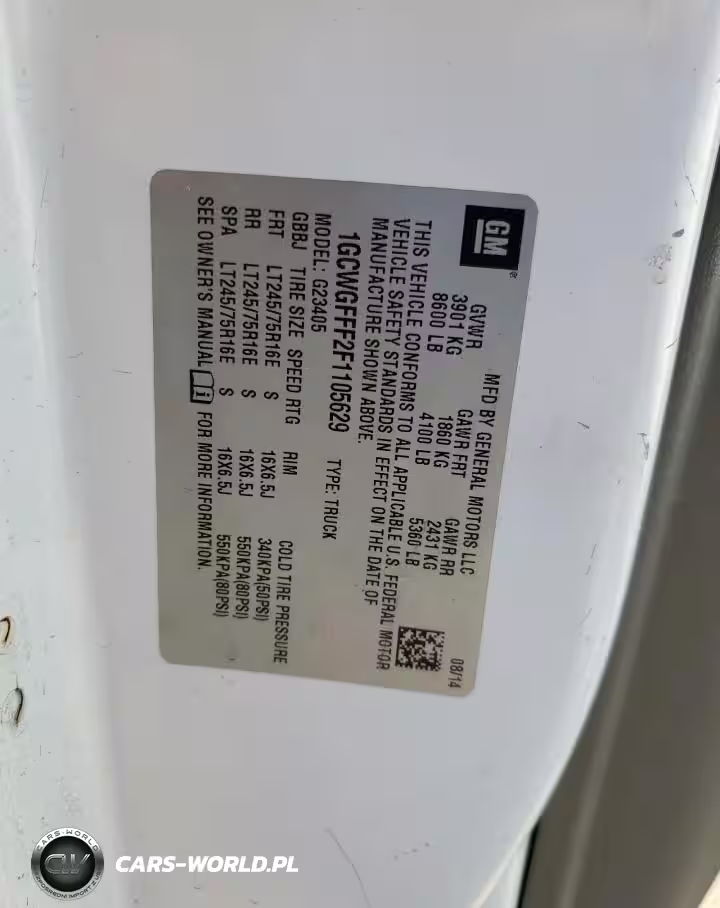 GM®
MFD BY GENERAL MOTORS LLC
08/14
GVWR GAWR FRT GAWR RR
3901 KG 1860 KG 2431 KG
8600 LB 4100 LB 5360 LB
THIS VEHICLE CONFORMS TO ALL APPLICABLE U.S. FEDERAL MOTOR
VEHICLE SAFETY STANDARDS IN EFFECT ON THE DATE OF
MANUFACTURE SHOWN ABOVE.
1GCWGFFF2F1105629 TYPE: TRUCK
MODEL: G23405
GBBJ TIRE SIZE SPEED RTG RIM COLD TIRE PRESSURE
FRT LT245/75R16E S 16X6.5J 340KPA(50PSI)
RR LT245/75R16E S 16X6.5J 550KPA(80PSI)
SPA LT245/75R16E S 16X6.5J 550KPA(80PSI)
SEE OWNER'S MANUAL FOR MORE INFORMATION.
CARS-WORLD
CW
CARS-WORLD.PL